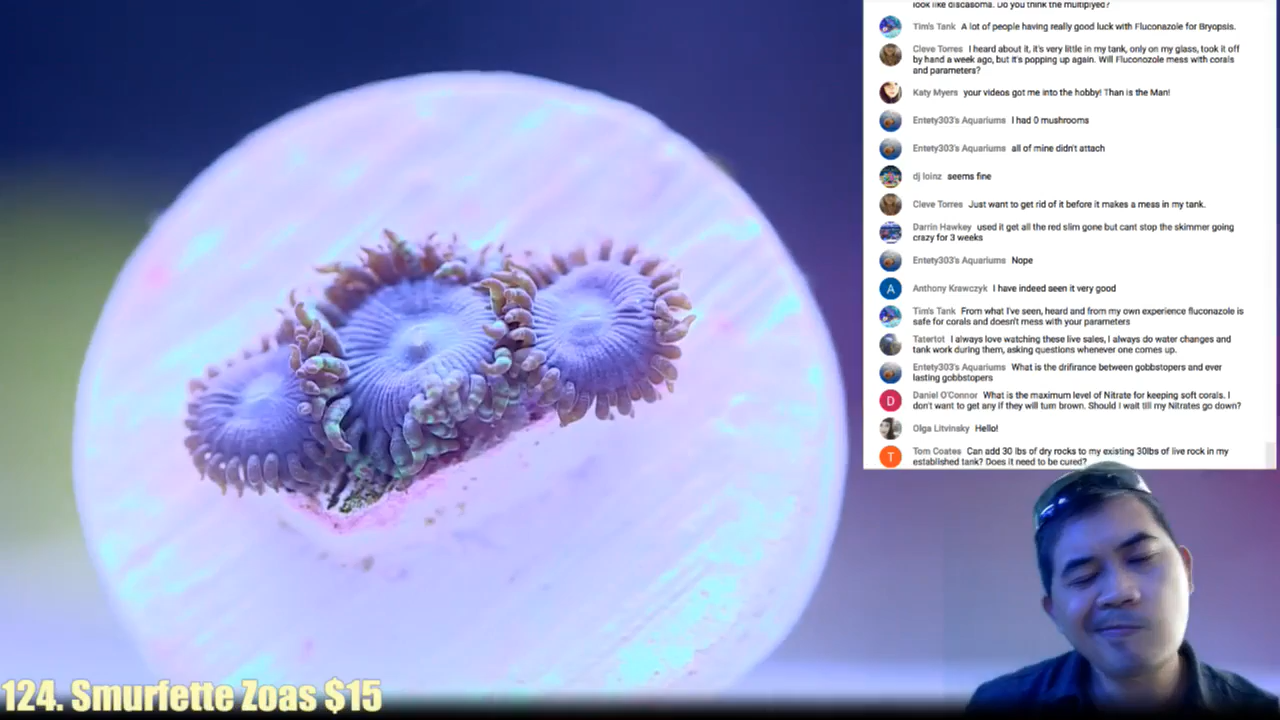 look like discasoma. Do you think the multiplyed?
Tim's Tank A lot of people having really good luck with Fluconazole for Bryopsis.
Cleve Torres I heard about it, it's very little in my tank, only on my glass, took it off
by hand a week ago, but it's popping up again. Will Fluconozole mess with corals
and parameters?
Katy Myers your videos got me into the hobby! Than is the Man!
Entety303's Aquariums I had 0 mushrooms
Entety303's Aquariums all of mine didn't attach
dj loinz seems fine
Cleve Torres Just want to get rid of it before it makes a mess in my tank.
Darrin Hawkey used it get all the red slim gone but cant stop the skimmer going
crazy for 3 weeks
Entety303's Aquariums Nope
A Anthony Krawczyk I have indeed seen it very good
Tim's Tank From what I've seen, heard and from my own experience fluconazole is
safe for corals and doesn't mess with your parameters
Tatertot I always love watching these live sales, I always do water changes and
tank work during them, asking questions whenever one comes up.
Entety303's Aquariums What is the drifirance between gobbstopers and ever
lasting gobbstopers
D Daniel O'Connor What is the maximum level of Nitrate for keeping soft corals. I
don't want to get any if they will turn brown. Should I wait till my Nitrates go down?
Olga Litvinsky Hello!
T Tom Coates Can add 30 lbs of dry rocks to my existing 30lbs of live rock in my
established tank? Does it need to be cured?
124. Smurfette Zoas $15